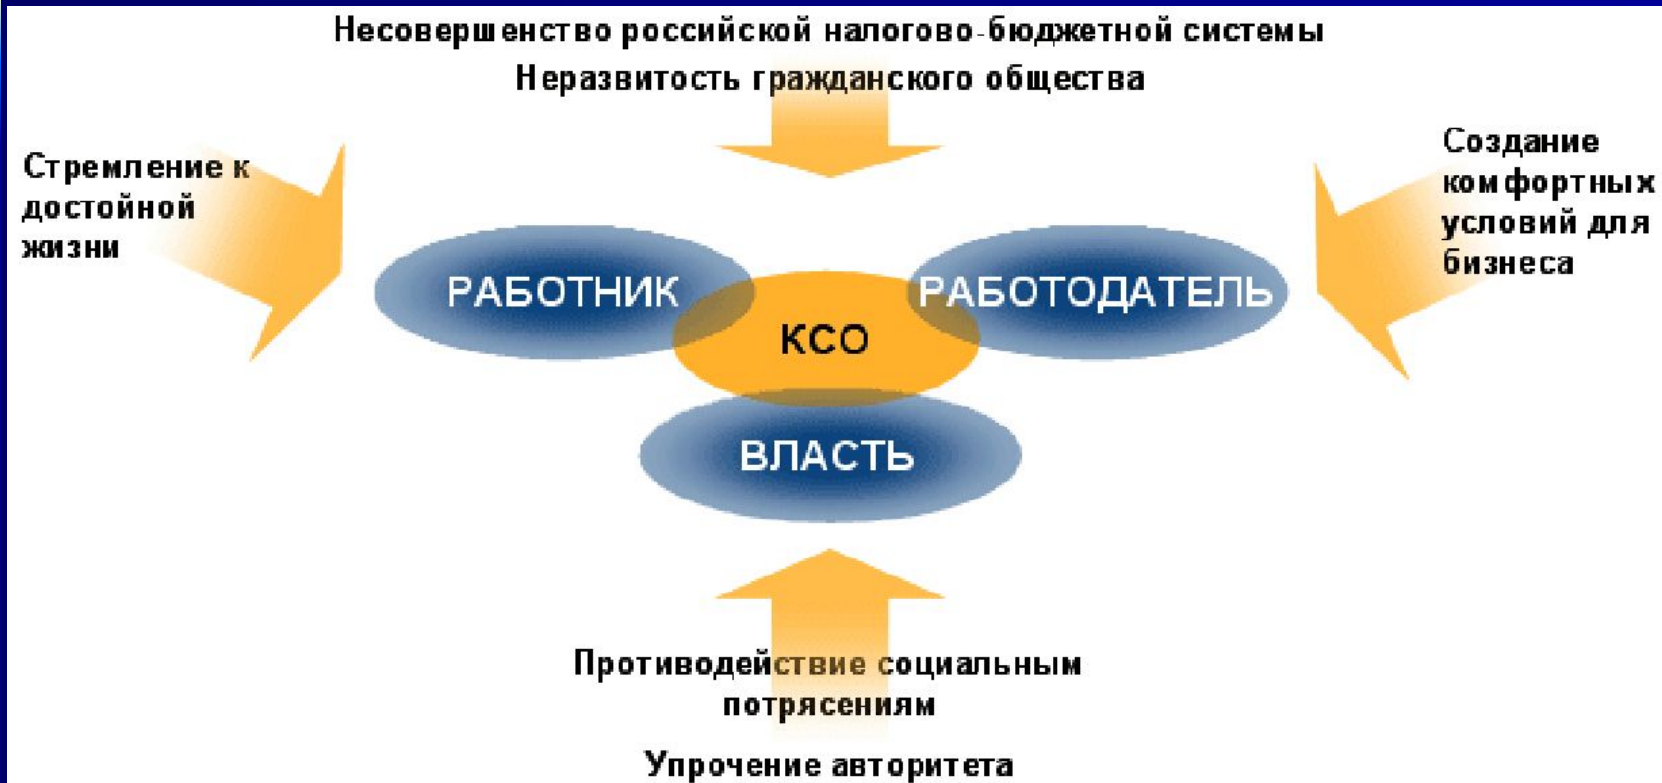 Несовершенство российской налогово-бюджетной системы
Неразвитость гражданского общества
Стремление к
достойной
жизни
Создание
комфортных
условий для
бизнеса
РАБОТНИК
РАБОТОДАТЕЛЬ
КСО
ВЛАСТЬ
Противодействие социальным
потрясениям
Упрочение авторитета